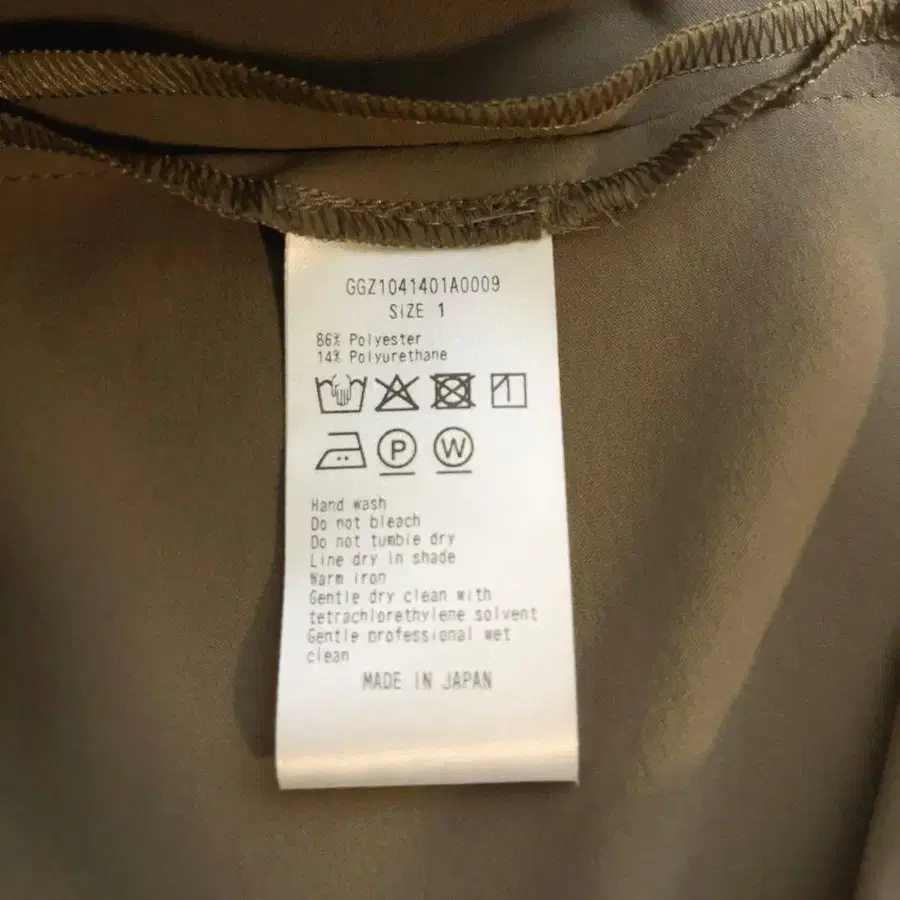 GGZ1041401A0009
SIZE 1
86% Polyester
14% Polyurethane
P W
Hand wash
Do not bleach
Do not tumble dry
Line dry in shade
Warm iron
Gentle dry clean with
tetrachlorethylene solvent
Gentle professional wet
clean
MADE IN JAPAN